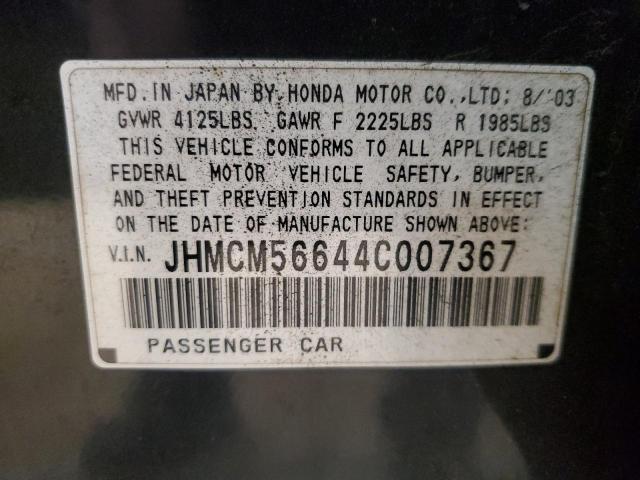 MFD. IN JAPAN BY HONDA MOTOR CO., LTD; 8/'03
GVWR 4125LBS GAWR F 2225LBS R 1985LBS
THIS VEHICLE CONFORMS TO ALL APPLICABLE
FEDERAL MOTOR VEHICLE SAFETY, BUMPER,
AND THEFT PREVENTION STANDARDS IN EFFECT
ON THE DATE OF MANUFACTURE SHOWN ABOVE:
V.I.N. JHMCM56644C007367
PASSENGER CAR